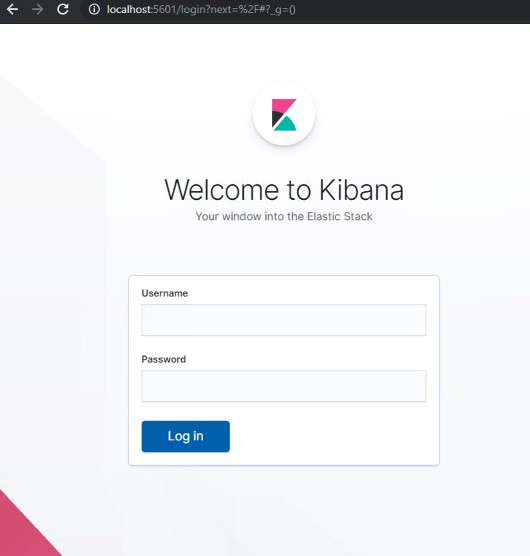 localhost:5601/login?next=%2F#?_g=()
Welcome to Kibana
Your window into the Elastic Stack
Username
Password
Log in